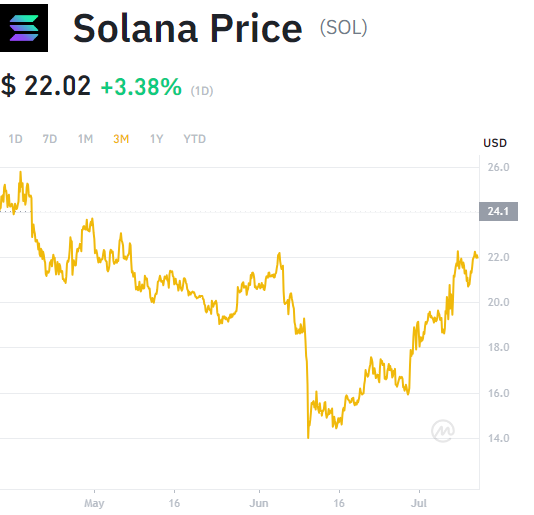 Solana Price (SOL)
$ 22.02 +3.38% (1D)
1D 7D 1M 3M 1Y YTD
USD
26.0
24.1
22.0
20.0
18.0
16.0
14.0
May 16 Jun 16 Jul